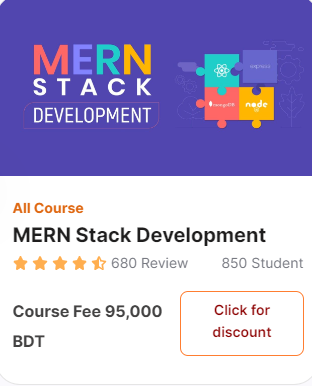 MERN
STACK
DEVELOPMENT
express
mongoDB
node
All Course
MERN Stack Development
680 Review 850 Student
Course Fee 95,000
BDT
Click for
discount